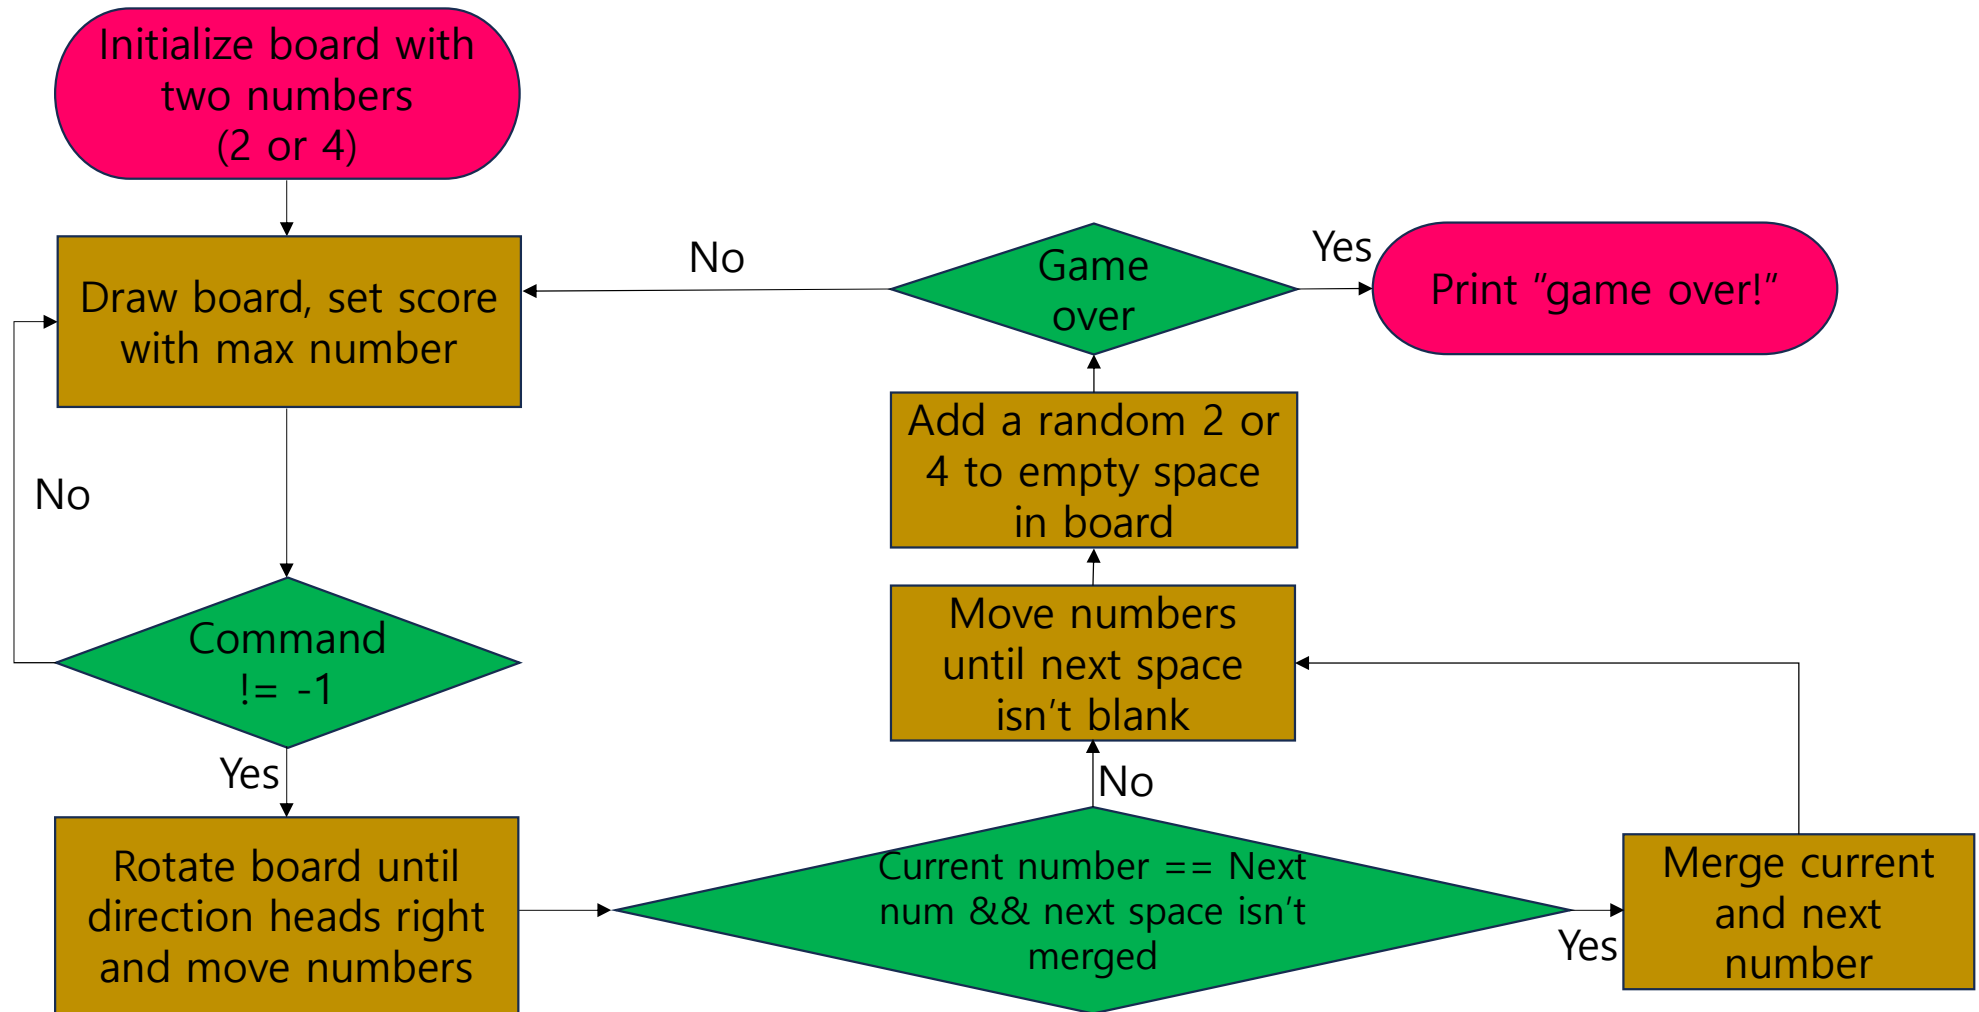 Initialize board with
two numbers
(2 or 4)
Draw board, set score
with max number
No
Command
!= -1
Yes
Rotate board until
direction heads right
and move numbers
Current number == Next
num && next space isn't
merged
Yes
Merge current
and next
number
No
Move numbers
until next space
isn't blank
Add a random 2 or
4 to empty space
in board
Game
over
No
Yes
Print "game over!"